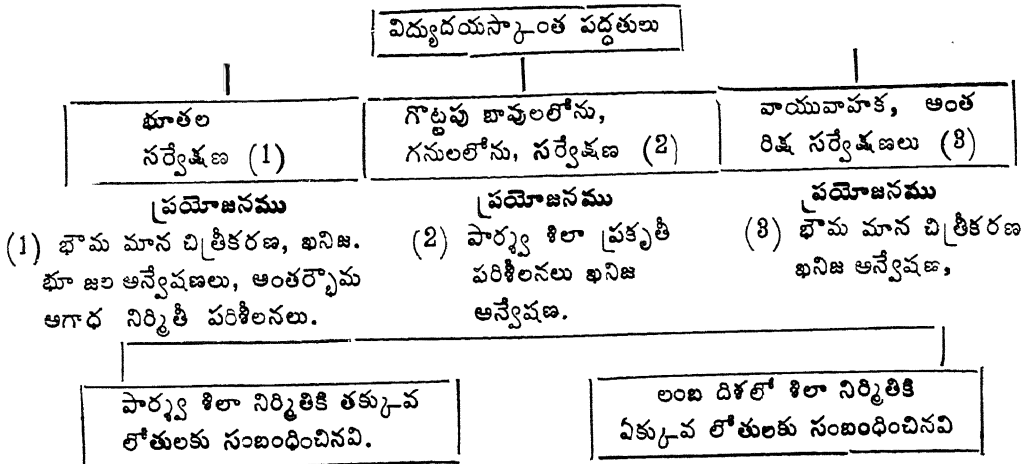 విద్యుదయస్కాంత పద్ధతులు
భూతల
సర్వేక్షణ (1)
గొట్టపు బావులలోను,
గనులలోను, సర్వేక్షణ (2)
వాయువాహక, ఆంత
రిక్ష సర్వేక్షణలు (3)
ప్రయోజనము
(1) భౌమ మాన చిత్రీకరణ, ఖనిజ.
భూ జల అన్వేషణలు, ఆంతర్భౌమ
ఆగాధ నిర్మితీ పరిశీలనలు.
ప్రయోజనము
(2) పార్శ్వ శిలా ప్రకృతీ
పరిశీలనలు ఖనిజ
అన్వేషణ.
ప్రయోజనము
(3) భౌమ మాన చిత్రీకరణ
ఖనిజ అన్వేషణ,
పార్శ్వ శిలా నిర్మితికి తక్కువ
లోతులకు సంబంధించినవి.
లంబ దిశలో శిలా నిర్మితికి
ఏక్కువ లోతులకు సంబంధించినవి